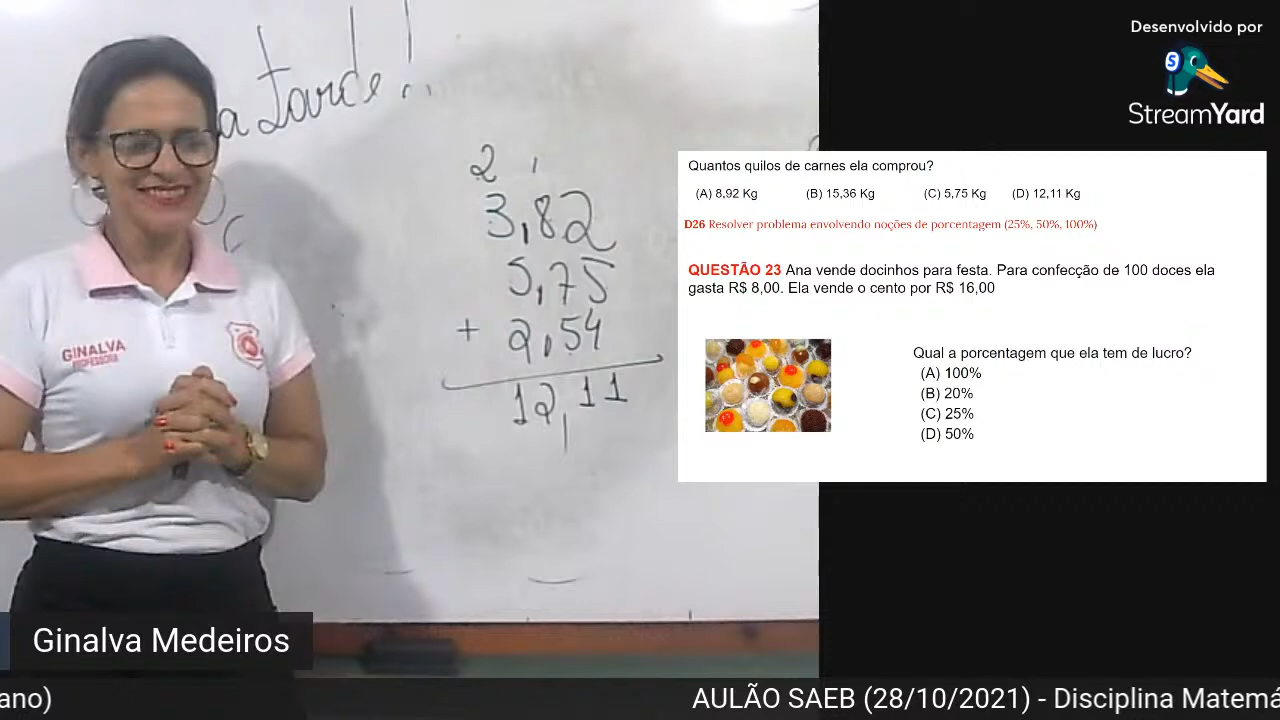 a tarde!
2 1
3,82
5,75
+ 2,54
12,11
GINALVA
PROFESSORA
Ginalva Medeiros
Desenvolvido por
StreamYard
Quantos quilos de carnes ela comprou?
(A) 8,92 Kg (B) 15,36 Kg (C) 5,75 Kg (D) 12,11 Kg
D26 Resolver problema envolvendo noções de porcentagem (25%, 50%, 100%)
QUESTÃO 23 Ana vende docinhos para festa. Para confecção de 100 doces ela
gasta R$ 8,00. Ela vende o cento por R$ 16,00
Qual a porcentagem que ela tem de lucro?
(A) 100%
(B) 20%
(C) 25%
(D) 50%
ano) AULÃO SAEB (28/10/2021) - Disciplina Matemá